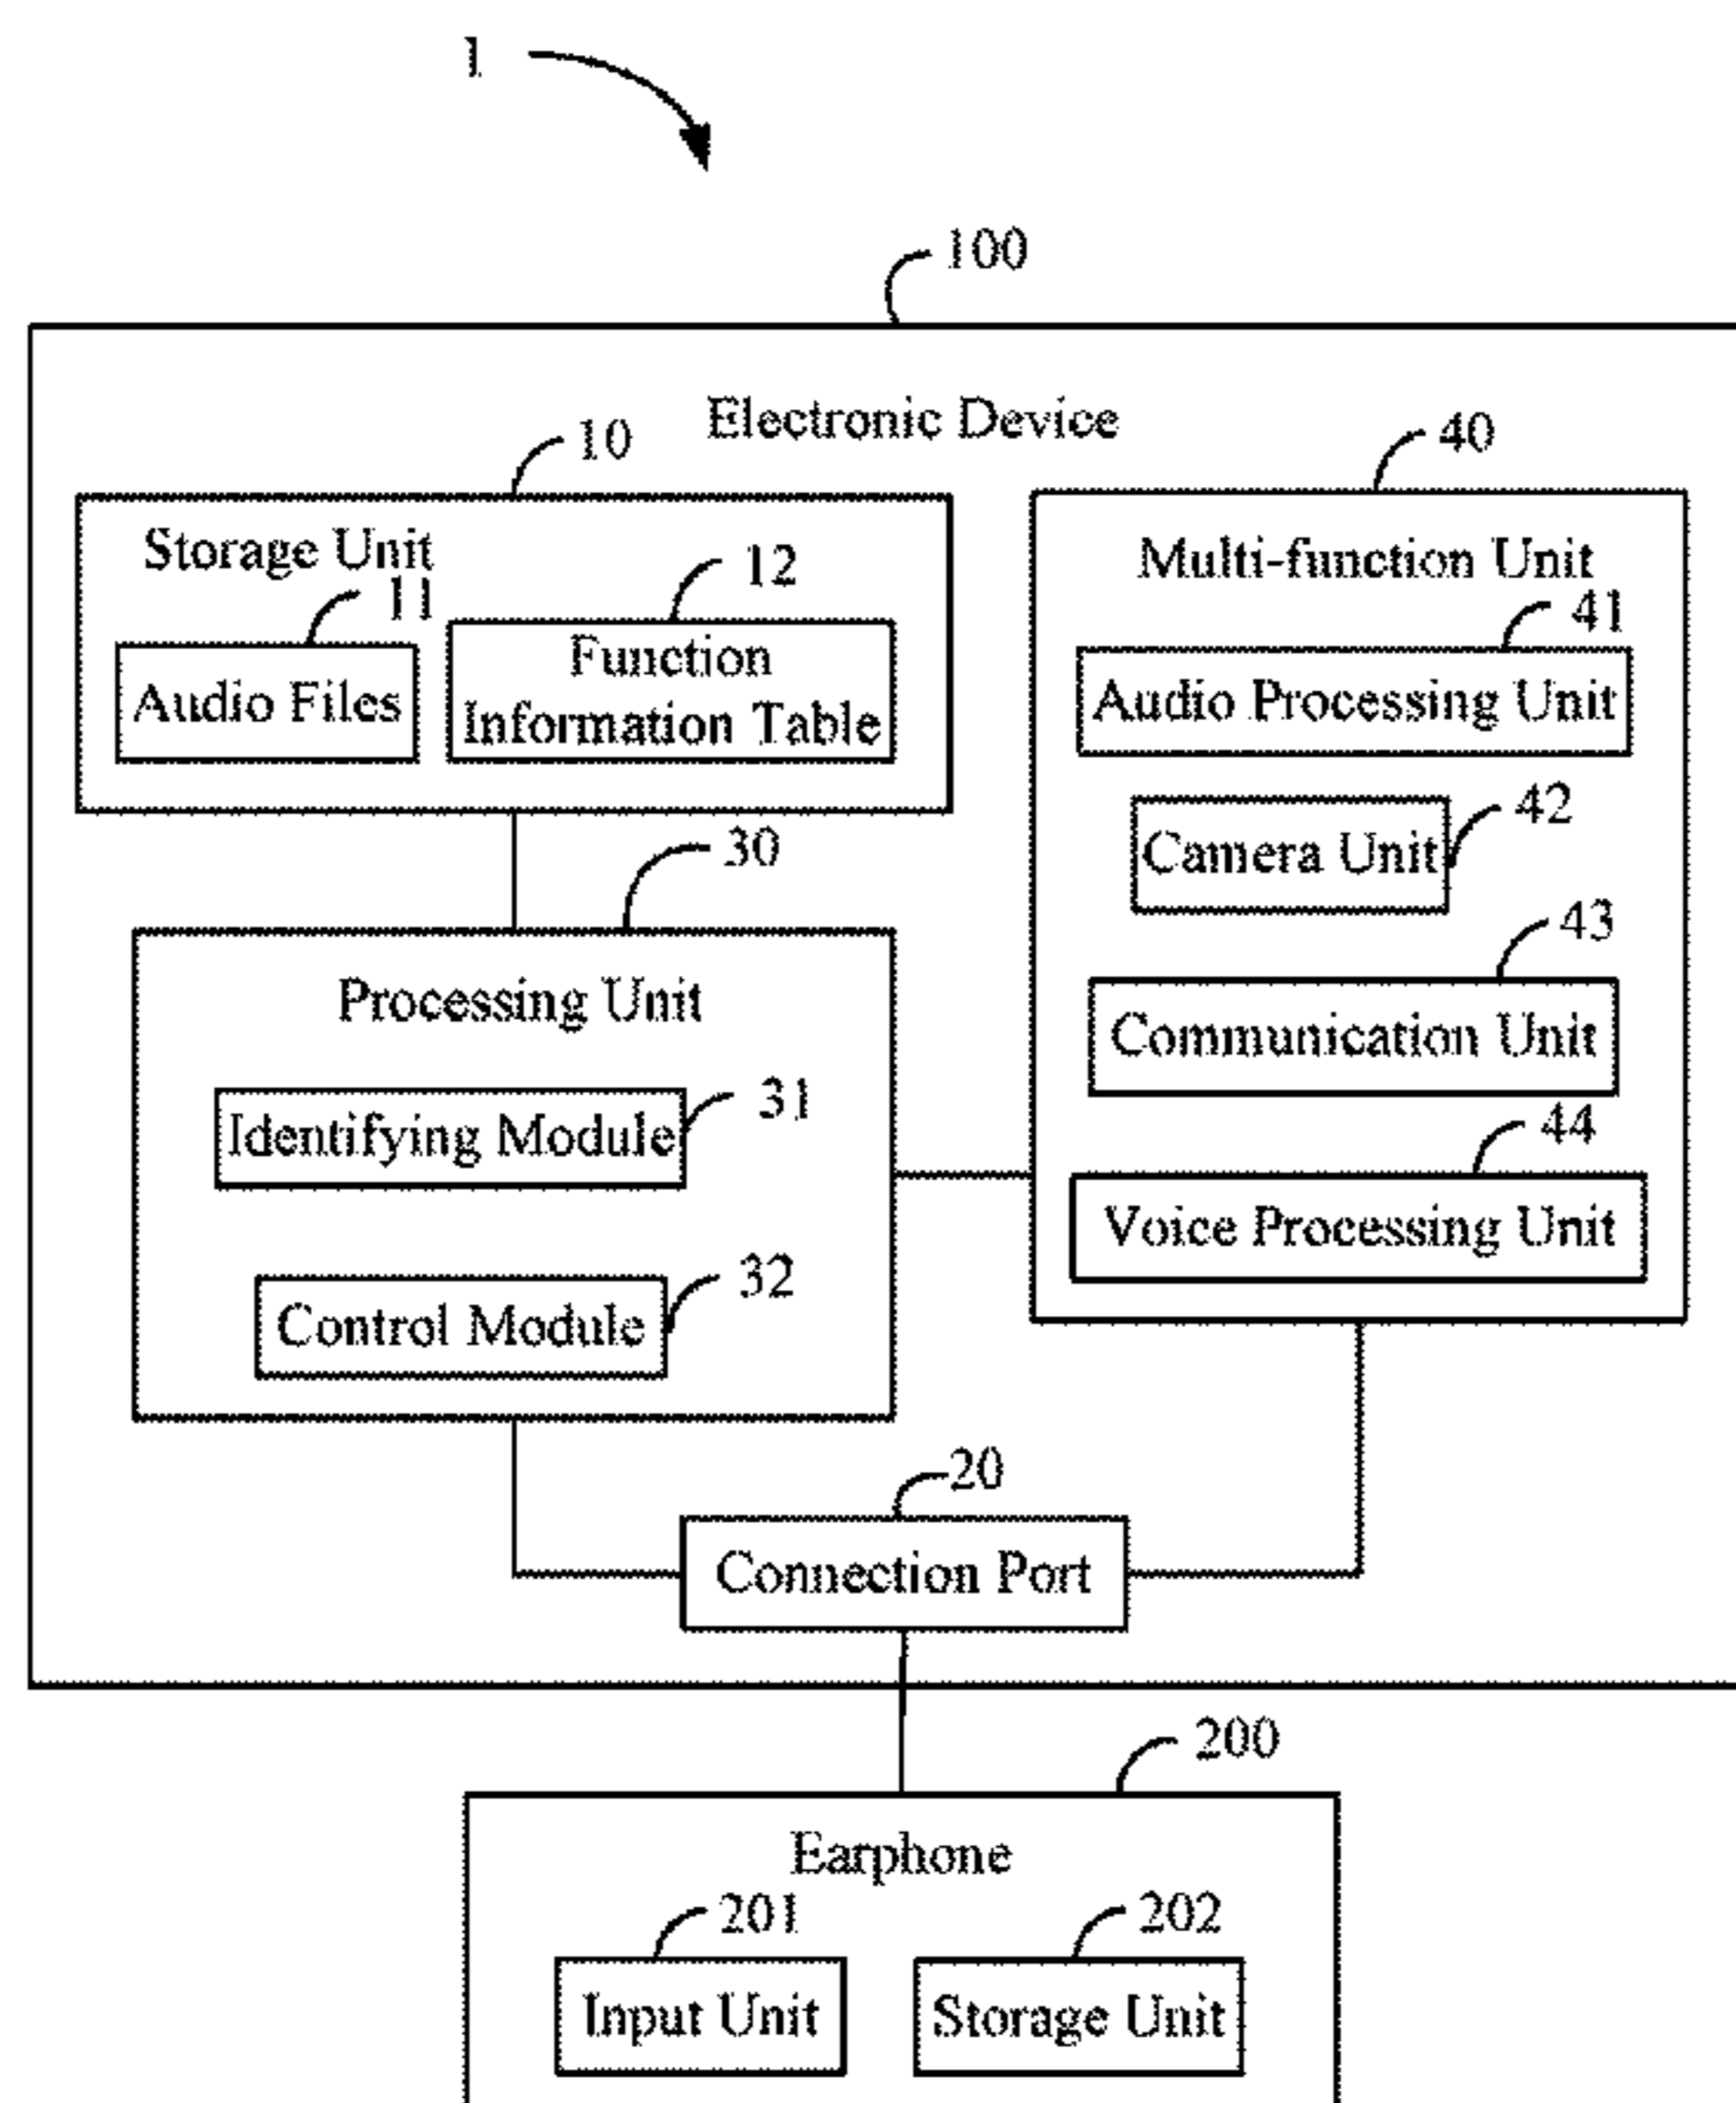 1
100
Electronic Device
10
40
Storage Unit
11
12
Audio Files
Function
Information Table
Multi-function Unit
41
Audio Processing Unit
42
Camera Unit
43
Communication Unit
44
Voice Processing Unit
30
Processing Unit
31
Identifying Module
32
Control Module
20
Connection Port
200
Earphone
201
202
Input Unit
Storage Unit